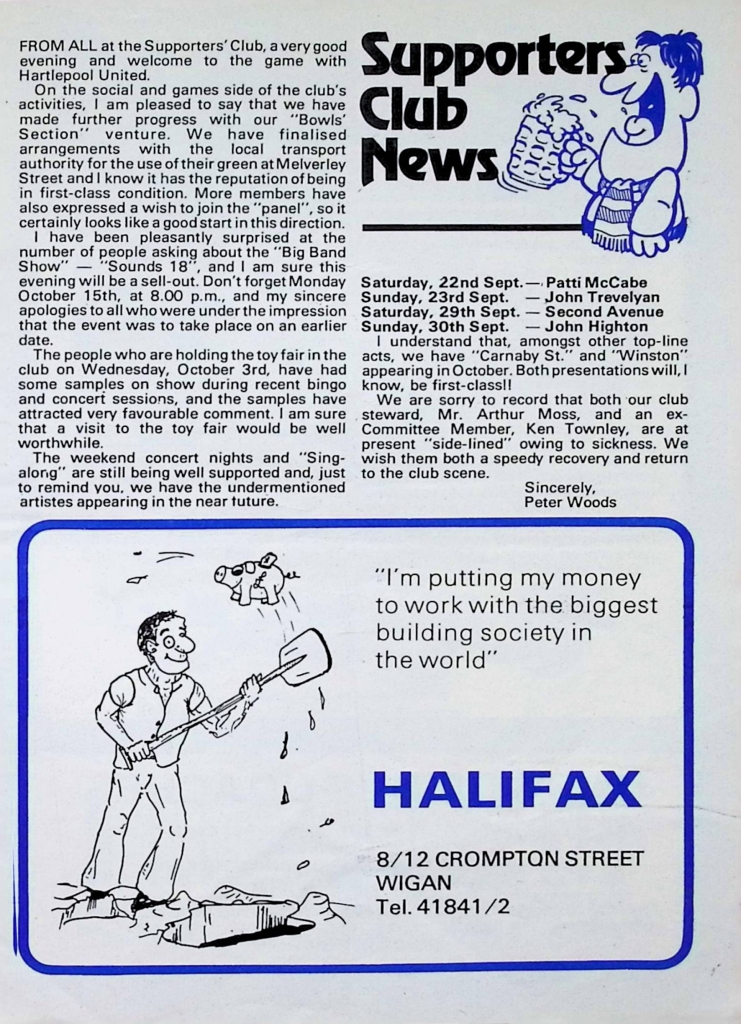 FROM ALL at the Supporters' Club, a very good
evening and welcome to the game with
Hartlepool United.
On the social and games side of the club's
activities, I am pleased to say that we have
made further progress with our "Bowls'
Section" venture. We have finalised
arrangements with the local transport
authority for the use of their green at Melverley
Street and I know it has the reputation of being
in first-class condition. More members have
also expressed a wish to join the "panel", so it
certainly looks like a good start in this direction.
I have been pleasantly surprised at the
number of people asking about the "Big Band
Show" — "Sounds 18", and I am sure this
evening will be a sell-out. Don't forget Monday
October 15th, at 8.00 p.m., and my sincere
apologies to all who were under the impression
that the event was to take place on an earlier
date.
The people who are holding the toy fair in the
club on Wednesday, October 3rd, have had
some samples on show during recent bingo
and concert sessions, and the samples have
attracted very favourable comment. I am sure
that a visit to the toy fair would be well
worthwhile.
The weekend concert nights and "Sing-
along" are still being well supported and, just
to remind you, we have the undermentioned
artistes appearing in the near future.
Supporters
Club
News
Saturday, 22nd Sept. — Patti McCabe
Sunday, 23rd Sept. — John Trevelyan
Saturday, 29th Sept. — Second Avenue
Sunday, 30th Sept. — John Highton
I understand that, amongst other top-line
acts, we have "Carnaby St." and "Winston"
appearing in October. Both presentations will, I
know, be first-class!!
We are sorry to record that both our club
steward, Mr. Arthur Moss, and an ex-
Committee Member, Ken Townley, are at
present "side-lined" owing to sickness. We
wish them both a speedy recovery and return
to the club scene.
Sincerely,
Peter Woods
"I'm putting my money
to work with the biggest
building society in
the world"
HALIFAX
8/12 CROMPTON STREET
WIGAN
Tel. 41841/2